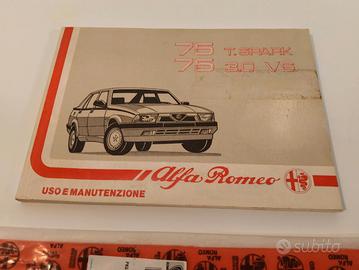 75 T. SPARK
75 3.0 V6
Alfa Romeo
USO E MANUTENZIONE
subito